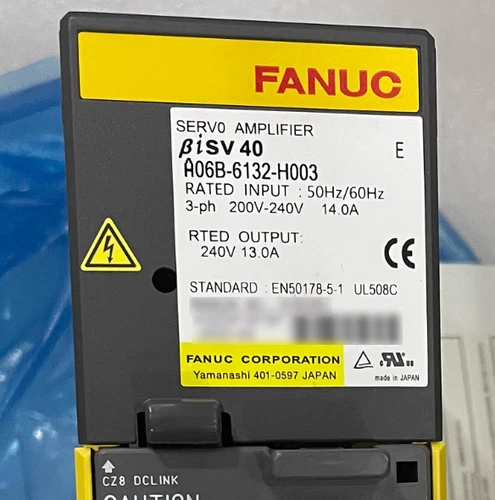 FANUC
SERVO AMPLIFIER
βiSV 40 E
A06B-6132-H003
RATED INPUT : 50Hz/60Hz
3-ph 200V-240V 14.0A
RTED OUTPUT:
240V 13.0A
CE
STANDARD : EN50178-5-1 UL508C
FANUC CORPORATION
Yamanashi 401-0597 JAPAN
made in JAPAN
CZ8 DCLINK
CAUTION